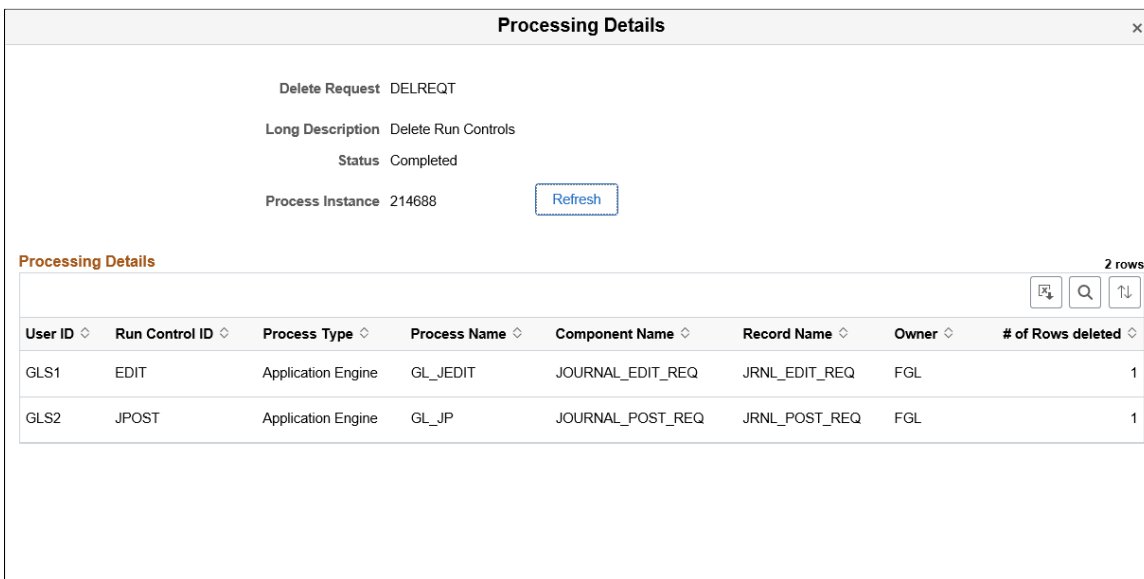 Processing Details
Delete Request DELREQT
Long Description Delete Run Controls
Status Completed
Process Instance 214688 Refresh
Processing Details 2 rows
User ID Run Control ID Process Type Process Name Component Name Record Name Owner # of Rows deleted
GLS1 EDIT Application Engine GL_JEDIT JOURNAL_EDIT_REQ JRNL_EDIT_REQ FGL 1
GLS2 JPOST Application Engine GL_JP JOURNAL_POST_REQ JRNL_POST_REQ FGL 1